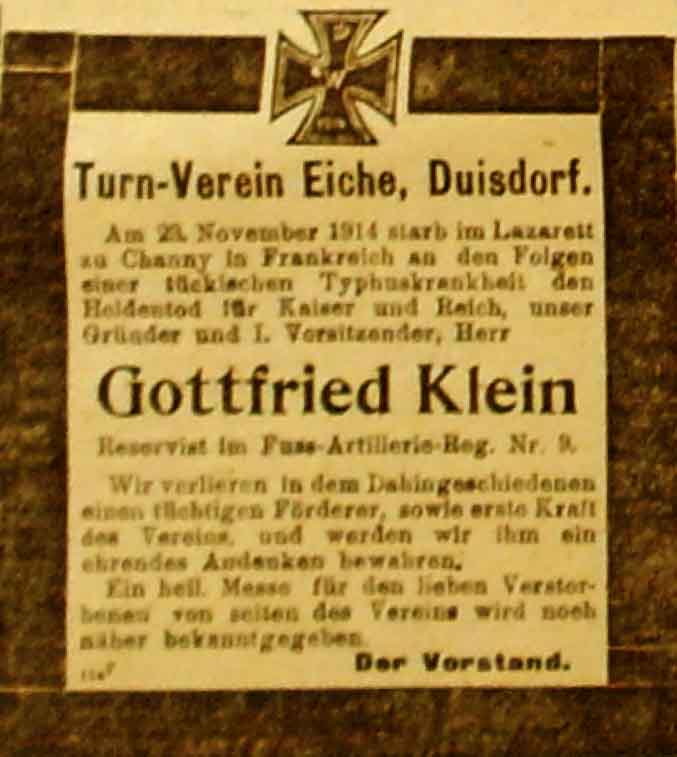 W
Turn-Verein Eiche, Duisdorf.
Am 23. November 1914 starb im Lazarett
zu Channy in Frankreich an den Folgen
einer tückischen Typhuskrankheit den
Heldentod für Kaiser und Reich, unser
Gründer und I. Vorsitzender, Herr
Gottfried Klein
Reservist im Fuss-Artillerie-Reg. Nr. 9.
Wir verlieren in dem Dahingeschiedenen
einen tüchtigen Förderer, sowie erste Kraft
des Vereins, und werden wir ihm ein
ehrendes Andenken bewahren.
Ein heil. Messe für den lieben Verstor-
benen von seiten des Vereins wird noch
näher bekanntgegeben.
Der Vorstand.